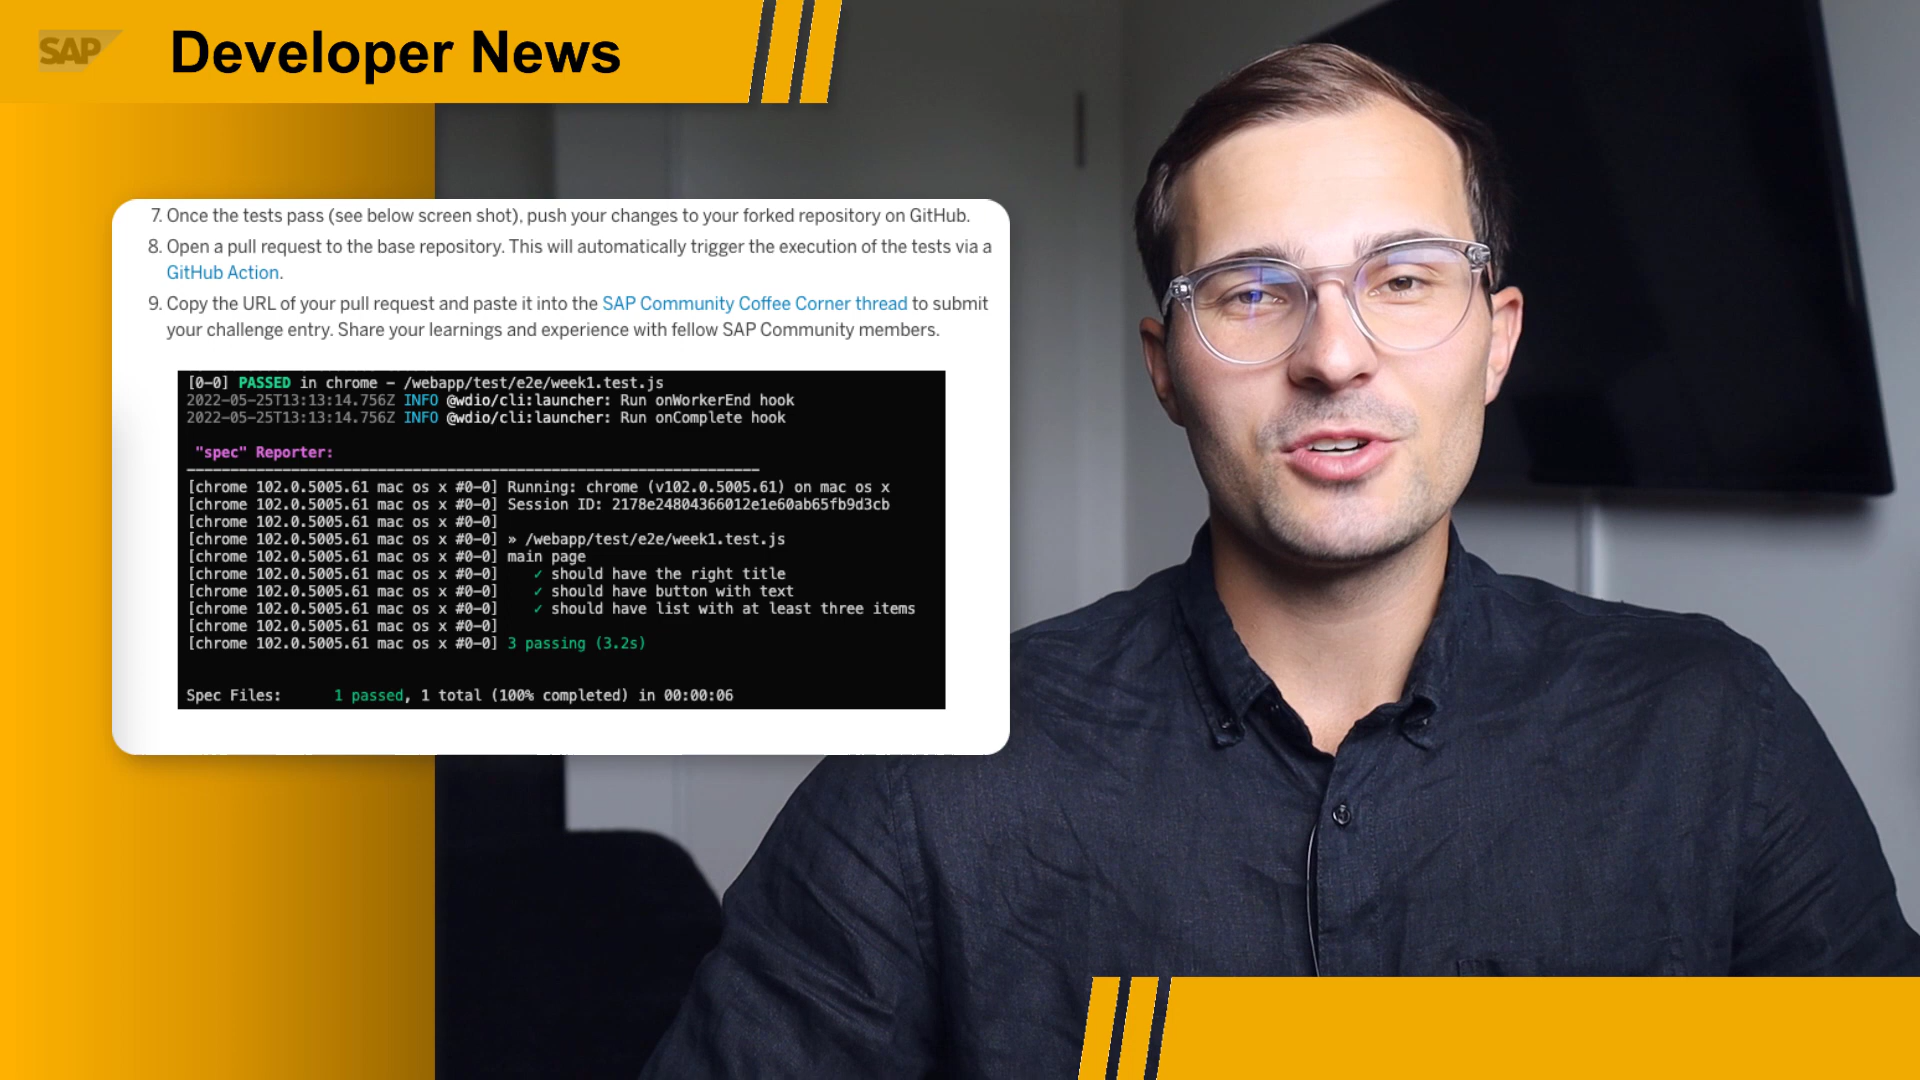 SAP
Developer News
7. Once the tests pass (see below screen shot), push your changes to your forked repository on GitHub.
8. Open a pull request to the base repository. This will automatically trigger the execution of the tests via a
GitHub Action.
9. Copy the URL of your pull request and paste it into the SAP Community Coffee Corner thread to submit
your challenge entry. Share your learnings and experience with fellow SAP Community members.
[0-0] PASSED in chrome - /webapp/test/e2e/week1.test.js
2022-05-25T13:13:14.756Z INFO @wdio/cli:launcher: Run onWorkerEnd hook
2022-05-25T13:13:14.756Z INFO @wdio/cli:launcher: Run onComplete hook
"spec" Reporter:
[chrome 102.0.5005.61 mac os x #0-0] Running: chrome (v102.0.5005.61) on mac os x
[chrome 102.0.5005.61 mac os x #0-0] Session ID: 2178e24804366012e1e60ab65fb9d3cb
[chrome 102.0.5005.61 mac os x #0-0]
[chrome 102.0.5005.61 mac os x #0-0] » /webapp/test/e2e/week1.test.js
[chrome 102.0.5005.61 mac os x #0-0] main page
[chrome 102.0.5005.61 mac os x #0-0] ✓ should have the right title
[chrome 102.0.5005.61 mac os x #0-0] ✓ should have button with text
[chrome 102.0.5005.61 mac os x #0-0] ✓ should have list with at least three items
[chrome 102.0.5005.61 mac os x #0-0]
[chrome 102.0.5005.61 mac os x #0-0] 3 passing (3.2s)
Spec Files: 1 passed, 1 total (100% completed) in 00:00:06